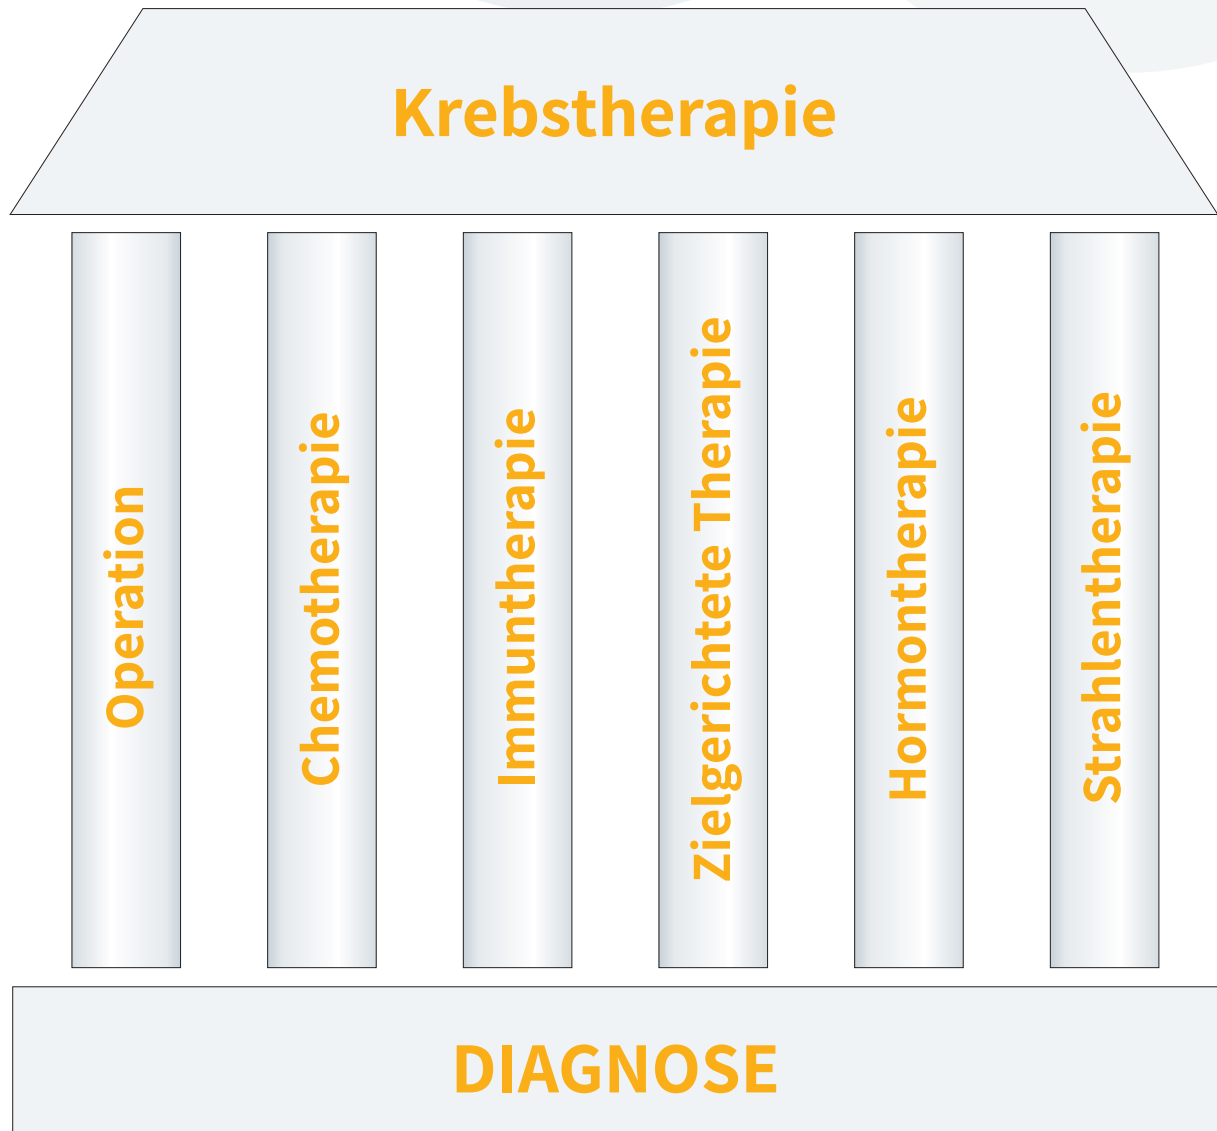 Krebstherapie
Operation
Chemotherapie
Immuntherapie
Zielgerichtete Therapie
Hormontherapie
Strahlentherapie
DIAGNOSE